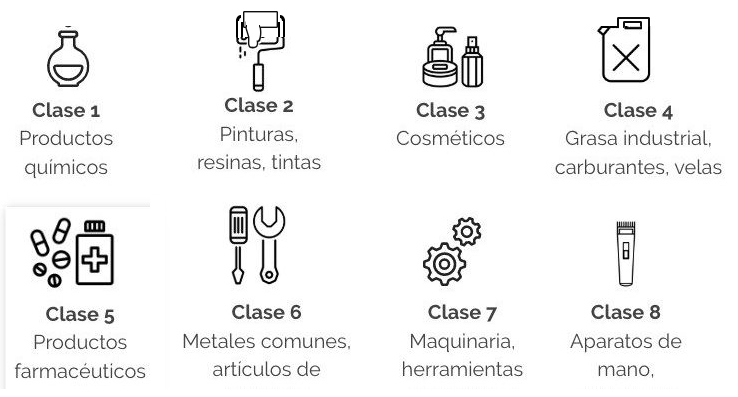 Clase 1
Productos
químicos
Clase 2
Pinturas,
resinas, tintas
Clase 3
Cosméticos
Clase 4
Grasa industrial,
carburantes, velas
Clase 5
Productos
farmacéuticos
Clase 6
Metales comunes,
artículos de
Clase 7
Maquinaria,
herramientas
Clase 8
Aparatos de
mano,